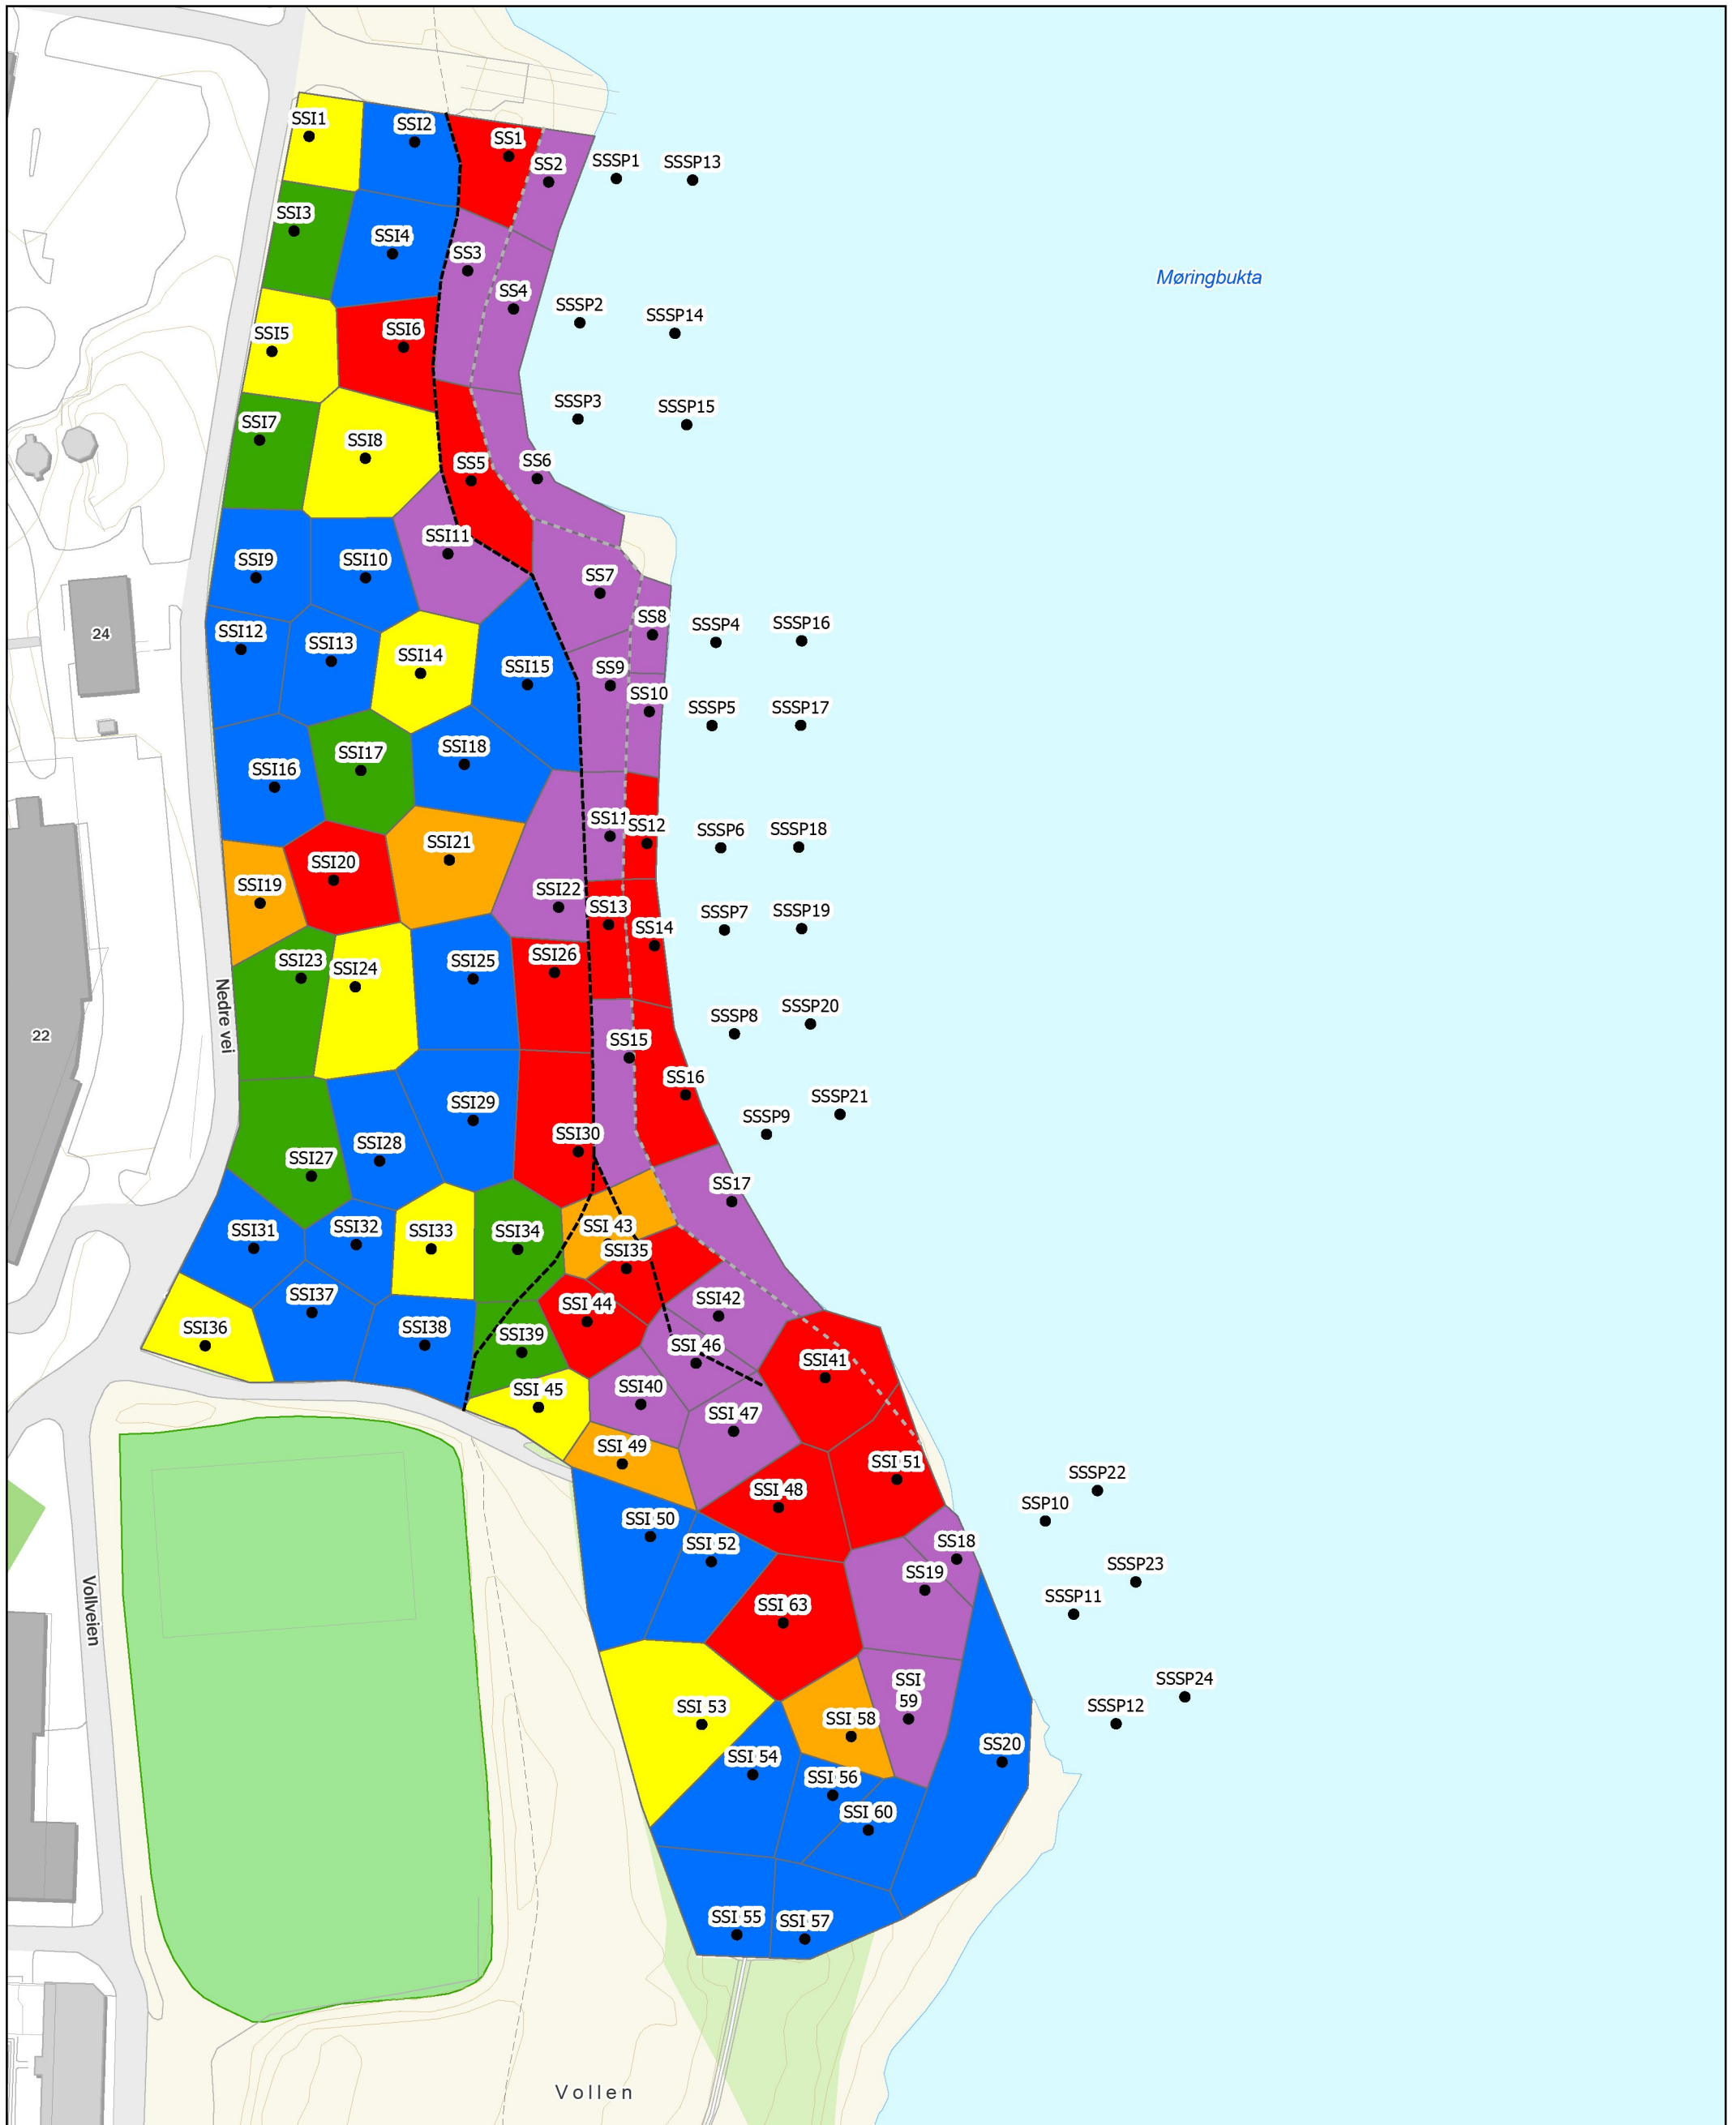 SSI1
SSI2
SS1
SS2
SSSP1
SSSP13
SSI3
SSI4
SS3
SS4
SSSP2
SSSP14
Møringbukta
SSI5
SSI6
SSSP3
SSSP15
SSI7
SSI8
SS5
SS6
SSI9
SSI10
SSI11
SS7
SS8
SSSP4
SSSP16
24
SSI12
SSI13
SSI14
SSI15
SS9
SS10
SSSP5
SSSP17
SSI16
SSI17
SSI18
SS11
SS12
SSSP6
SSSP18
SSI19
SSI20
SSI21
SSI22
SS13
SS14
SSSP7
SSSP19
SSI23
SSI24
SSI25
SSI26
Nedre vei
22
SS15
SSSP8
SSSP20
SS16
SSSP9
SSSP21
SSI27
SSI28
SSI29
SSI30
SS17
SSI31
SSI32
SSI33
SSI34
SSI 43
SSI35
SSI36
SSI37
SSI38
SSI39
SSI 44
SSI42
SSI 46
SSI41
SSI 45
SSI40
SSI 47
SSI 49
SSI 48
SSI 51
SSSP22
SSP10
SSI 50
SSI 52
SS18
SS19
SSSP23
SSSP11
Vollveien
SSI 63
SSI 53
SSI 58
SSI
59
SSSP24
SSSP12
SSI 54
SSI 56
SSI 60
SS20
SSI 55
SSI 57
Vollen